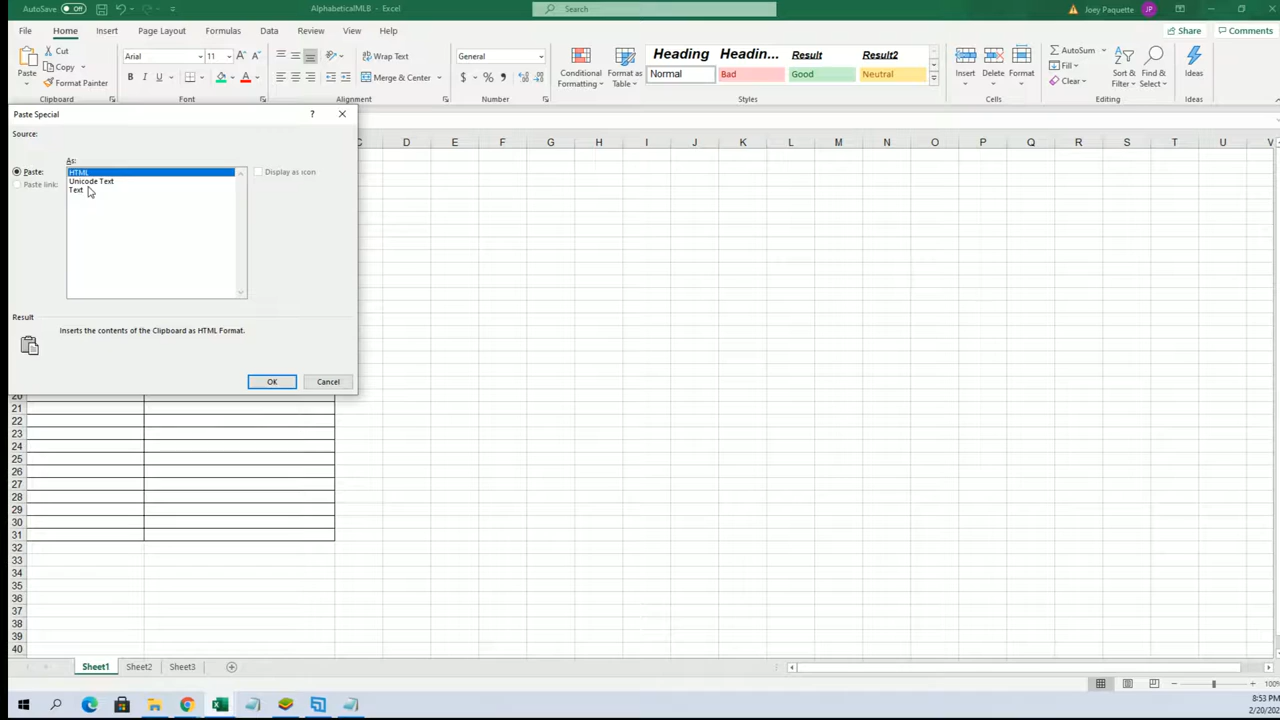 AutoSave Off AlphabeticalMLB - Excel Search Joey Paquette JP
File Home Insert Page Layout Formulas Data Review View Help Share Comments
Paste Cut Copy Format Painter Clipboard
Arial 11 A A B I U A Font
Wrap Text Merge & Center Alignment
General $ % Number
Conditional Formatting Format as Table
Heading Headin... Result Result2
Normal Bad Good Neutral
Styles
Insert Delete Format Cells
AutoSum Fill Clear Sort & Filter Find & Select Editing
Ideas Ideas
Paste Special ? X
Source:
As:
Paste: HTML Display as icon
Unicode Text
Paste link: Text
Result
Inserts the contents of the Clipboard as HTML Format.
OK Cancel
C D E F G H I J K L M N O P Q R S T U V
20
21
22
23
24
25
26
27
28
29
30
31
32
33
34
35
36
37
38
39
40
Sheet1 Sheet2 Sheet3
100%
8:53 PM
2/20/202